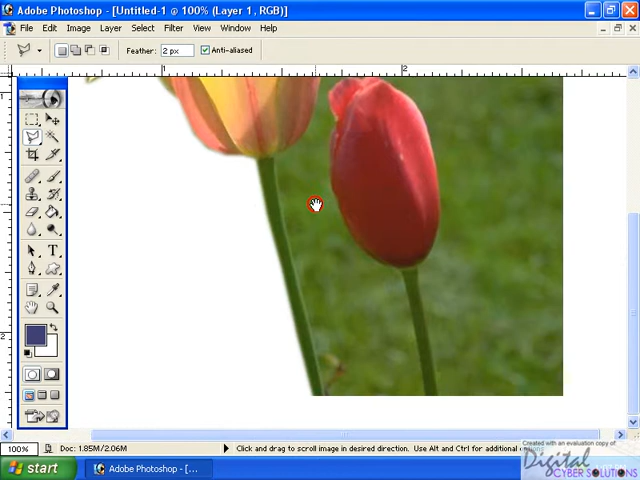 Adobe Photoshop - [Untitled-1 @ 100% (Layer 1, RGB)]
File Edit Image Layer Select Filter View Window Help
Feather: 2 px Anti-aliased
1 2
1
2
T
100% Doc: 1.85M/2.06M Click and drag to scroll image in desired direction. Use Alt and Ctrl for additional options.
Created with an evaluation copy of
Digital
CYBER SOLUTIONS
start Adobe Photoshop - [...